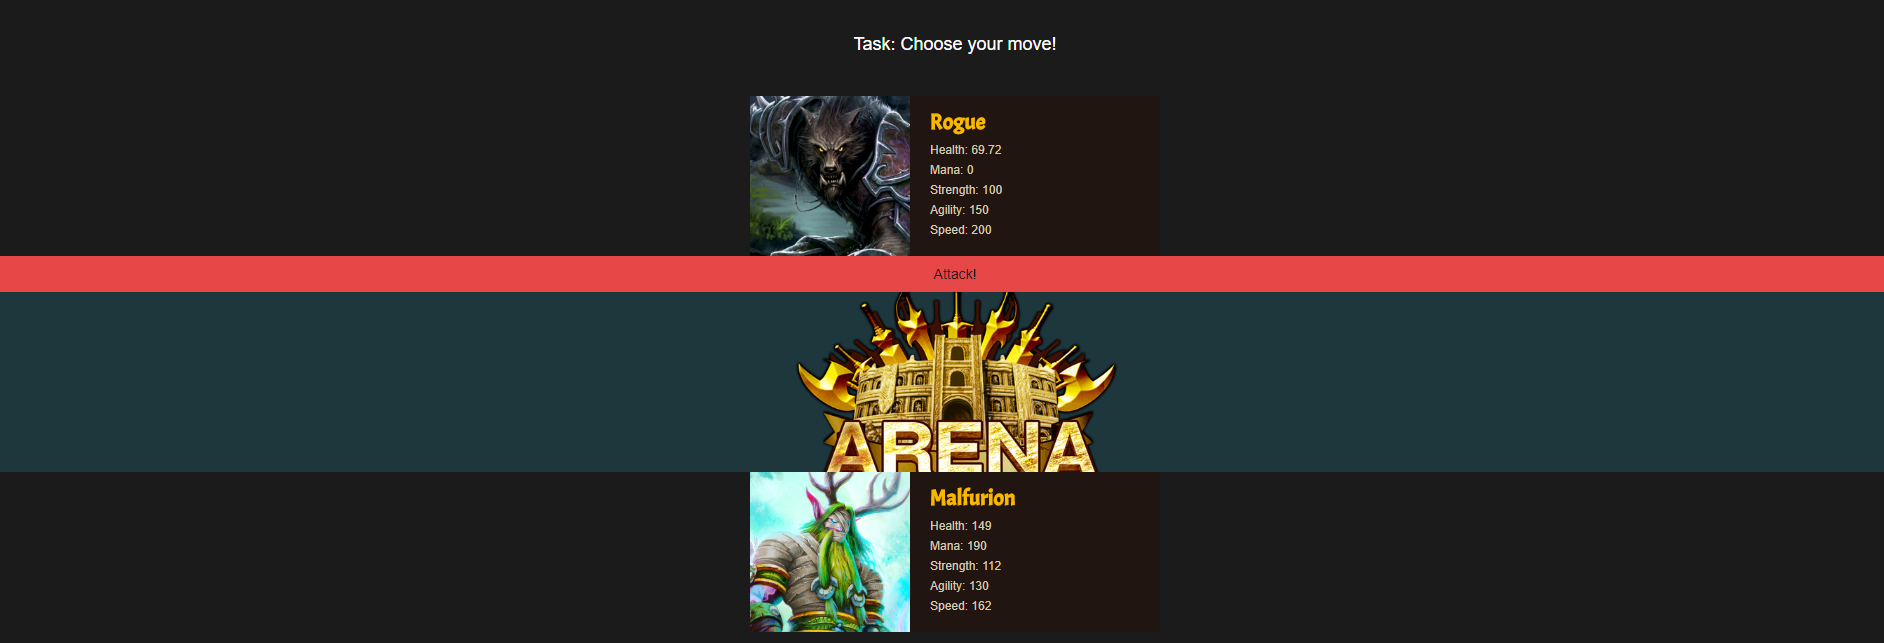 Task: Choose your move!
Rogue
Health: 69.72
Mana: 0
Strength: 100
Agility: 150
Speed: 200
Attack!
ARENA
Malfurion
Health: 149
Mana: 190
Strength: 112
Agility: 130
Speed: 162